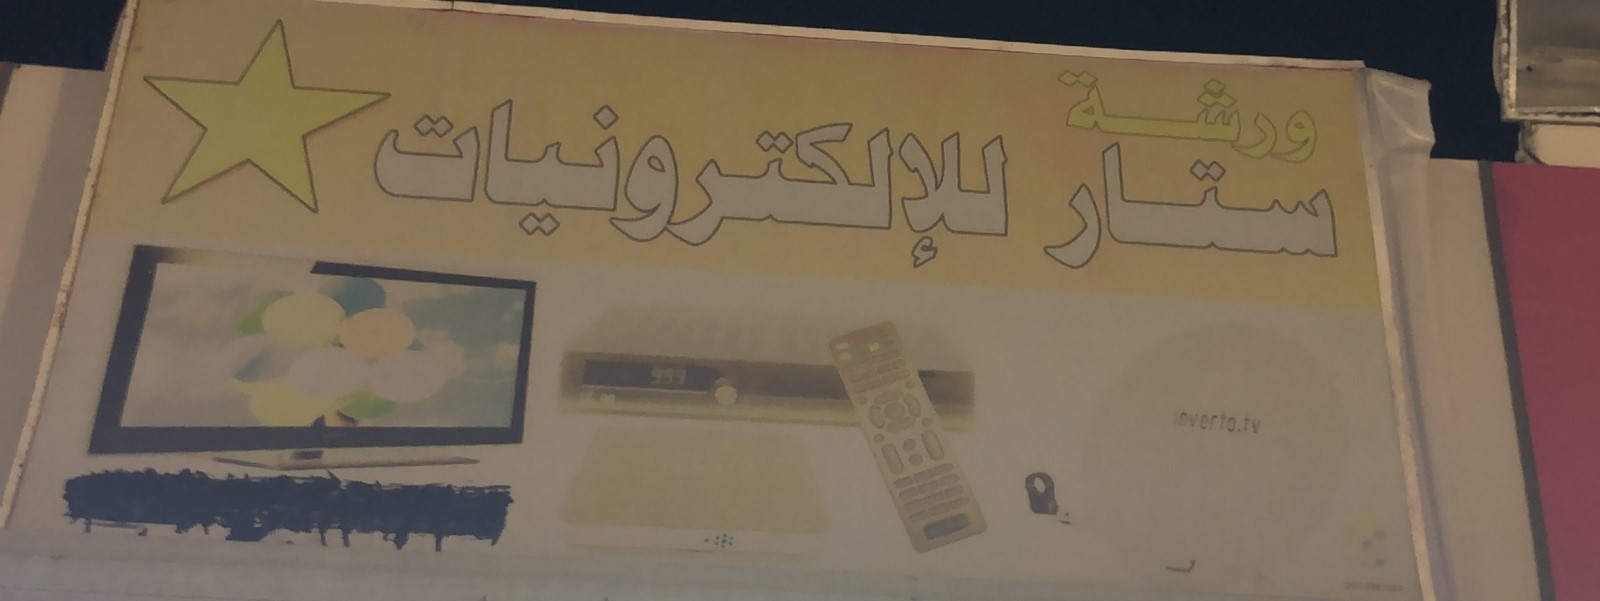 ورشة
ستار للإلكترونيات
999
inverto.tv